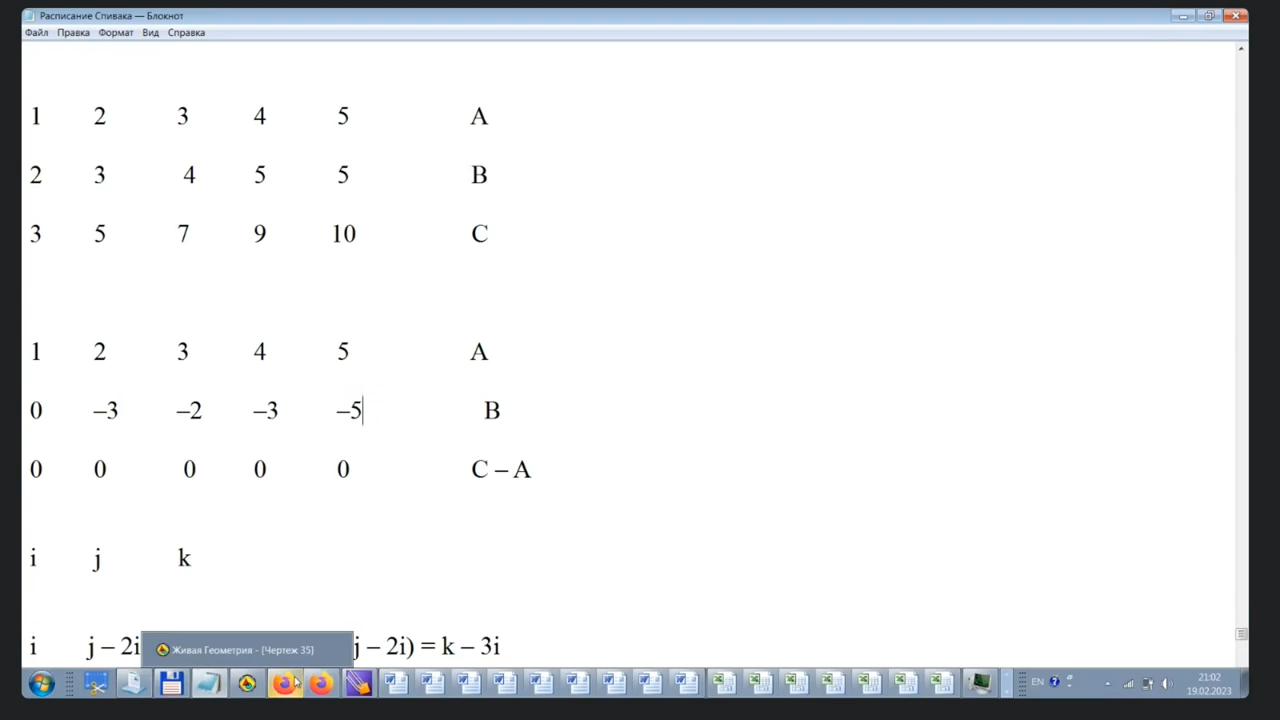 Расписание Спивака — Блокнот
Файл Правка Формат Вид Справка
1 2 3 4 5 A
2 3 4 5 5 B
3 5 7 9 10 C
1 2 3 4 5 A
0 –3 –2 –3 –5 B
0 0 0 0 0 C – A
i j k
i j – 2i j – 2i) = k – 3i
Живая Геометрия - [Чертеж 35]
EN 21:02
19.02.2023